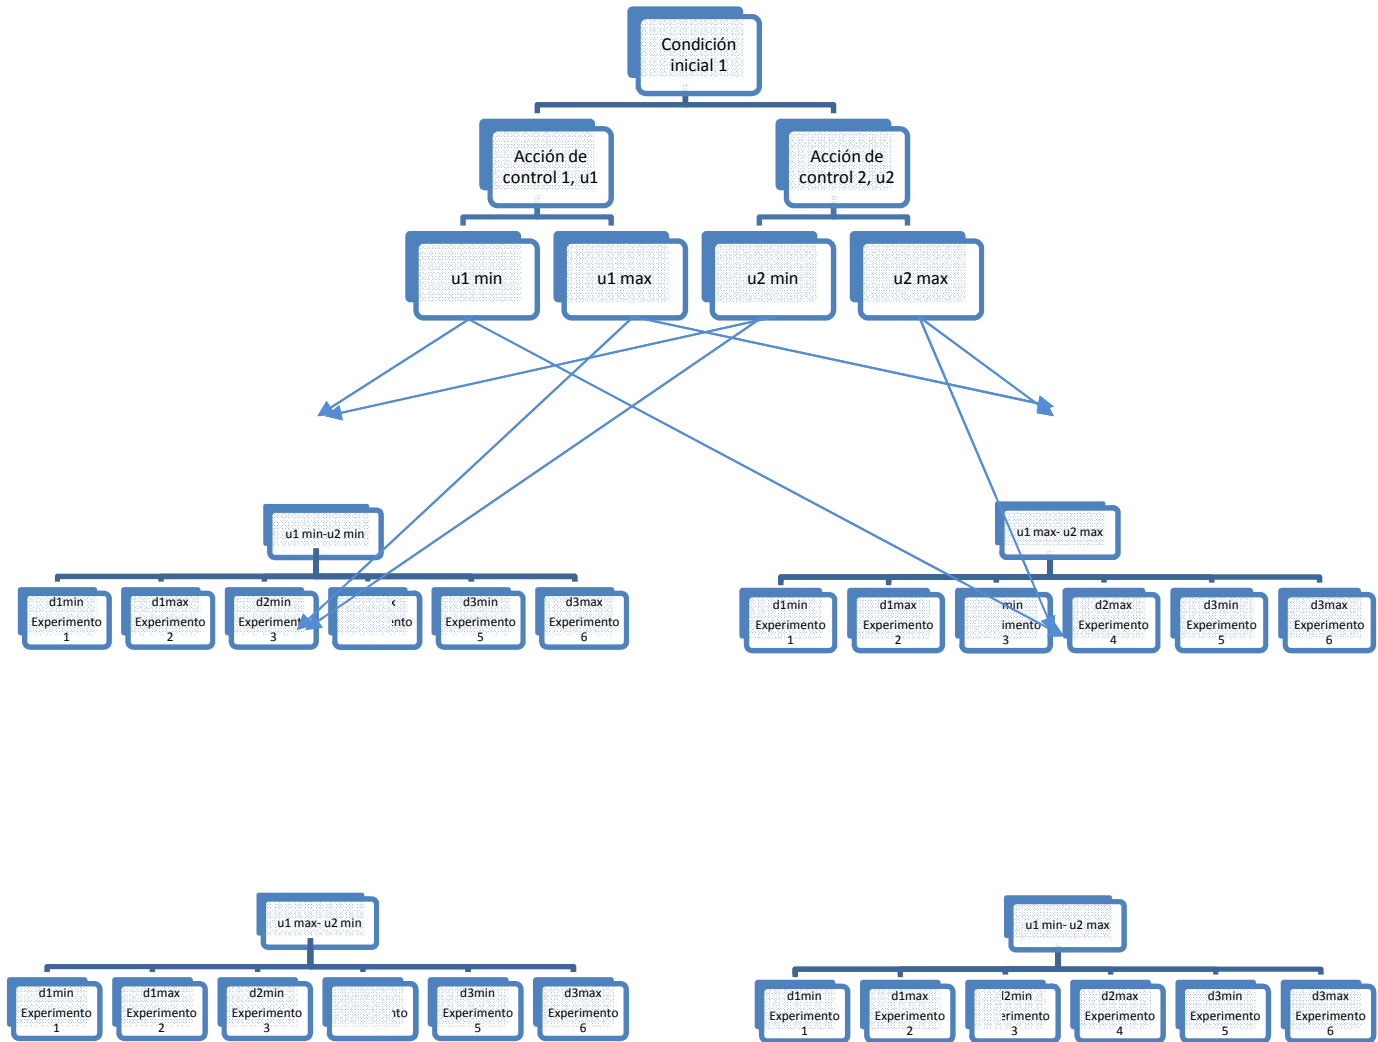 Condición
inicial 1
Acción de
control 1, u1
Acción de
control 2, u2
u1 min
u1 max
u2 min
u2 max
u1 min-u2 min
d1min
Experimento
1
d1max
Experimento
2
d2min
Experimento
3
d3min
Experimento
5
d3max
Experimento
6
u1 max- u2 max
d1min
Experimento
1
d1max
Experimento
2
min
imento
3
d2max
Experimento
4
d3min
Experimento
5
d3max
Experimento
6
u1 max- u2 min
d1min
Experimento
1
d1max
Experimento
2
d2min
Experimento
3
d3min
Experimento
5
d3max
Experimento
6
u1 min- u2 max
d1min
Experimento
1
d1max
Experimento
2
d2min
erimento
3
d2max
Experimento
4
d3min
Experimento
5
d3max
Experimento
6